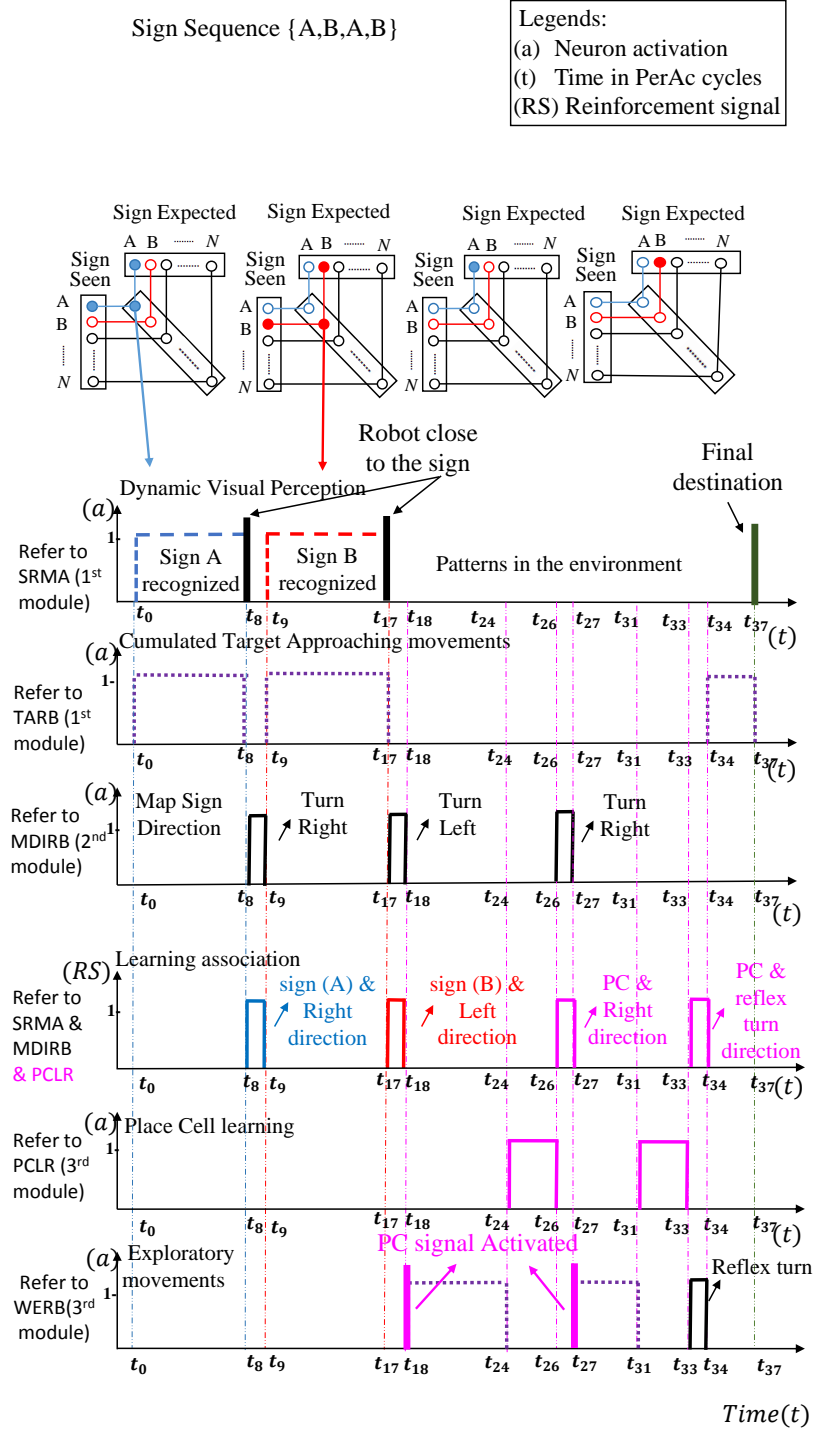 Sign Sequence {A,B,A,B}
Legends:
(a) Neuron activation
(t) Time in PerAc cycles
(RS) Reinforcement signal
Sign Expected
A B ........ N
Sign
Seen
A
B
........
N
Sign Expected
A B ........ N
Sign
Seen
A
B
........
N
Sign Expected
A B ........ N
Sign
Seen
A
B
........
N
Sign Expected
A B ........ N
Sign
Seen
A
B
........
N
Robot close
to the sign
Final
destination
Dynamic Visual Perception
(a)
1-
Refer to
SRMA (1st
module)
Sign A
recognized
Sign B
recognized
Patterns in the environment
t0 t8 t9 t17 t18 t24 t26 t27 t31 t33 t34 t37 (t)
Cumulated Target Approaching movements
(a)
1-
Refer to
TARB (1st
module)
t0 t8 t9 t17 t18 t24 t26 t27 t31 t33 t34 t37 (t)
(a)
1-
Refer to
MDIRB (2nd
module)
Map Sign
Direction
Turn
Right
Turn
Left
Turn
Right
t0 t8 t9 t17 t18 t24 t26 t27 t31 t33 t34 t37 (t)
Learning association
(RS)
1-
Refer to
SRMA &
MDIRB
& PCLR
sign (A) &
Right
direction
sign (B) &
Left
direction
PC &
Right
direction
PC &
reflex
turn
direction
t0 t8 t9 t17 t18 t24 t26 t27 t31 t33 t34 t37 (t)
Place Cell learning
(a)
1-
Refer to
PCLR (3rd
module)
t0 t8 t9 t17 t18 t24 t26 t27 t31 t33 t34 t37 (t)
PC signal Activated
Exploratory
movements
(a)
1-
Refer to
WERB(3rd
module)
Reflex turn
t0 t8 t9 t17 t18 t24 t26 t27 t31 t33 t34 t37
Time(t)